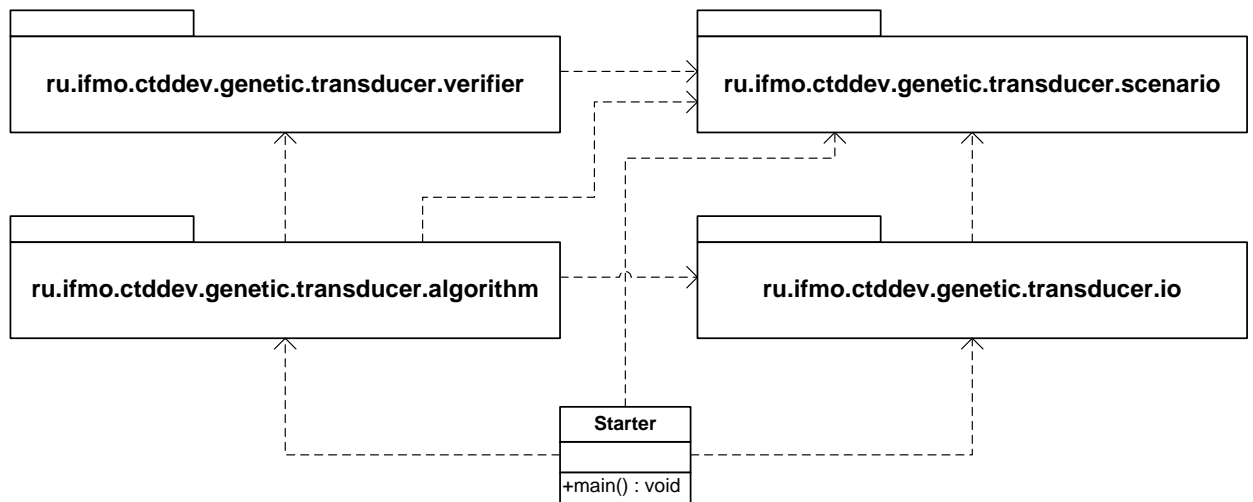 ru.ifmo.ctddev.genetic.transducer.verifier
ru.ifmo.ctddev.genetic.transducer.scenario
ru.ifmo.ctddev.genetic.transducer.algorithm
ru.ifmo.ctddev.genetic.transducer.io
Starter
+main() : void